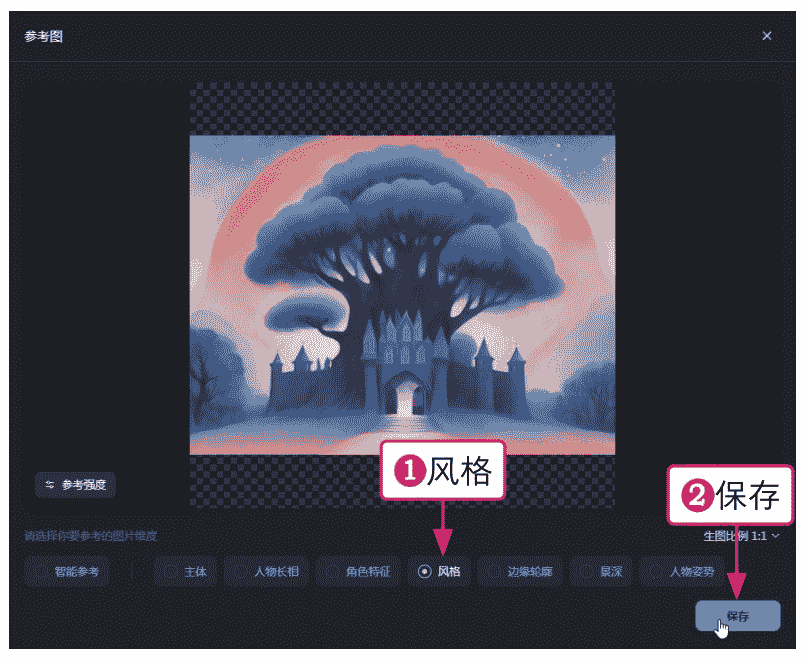 参考图
❶风格
参考强度
❷保存
请选择你要参考的图片维度
生图比例 1:1
智能参考 主体 人物长相 角色特征 风格 边缘轮廓 景深 人物姿势
保存